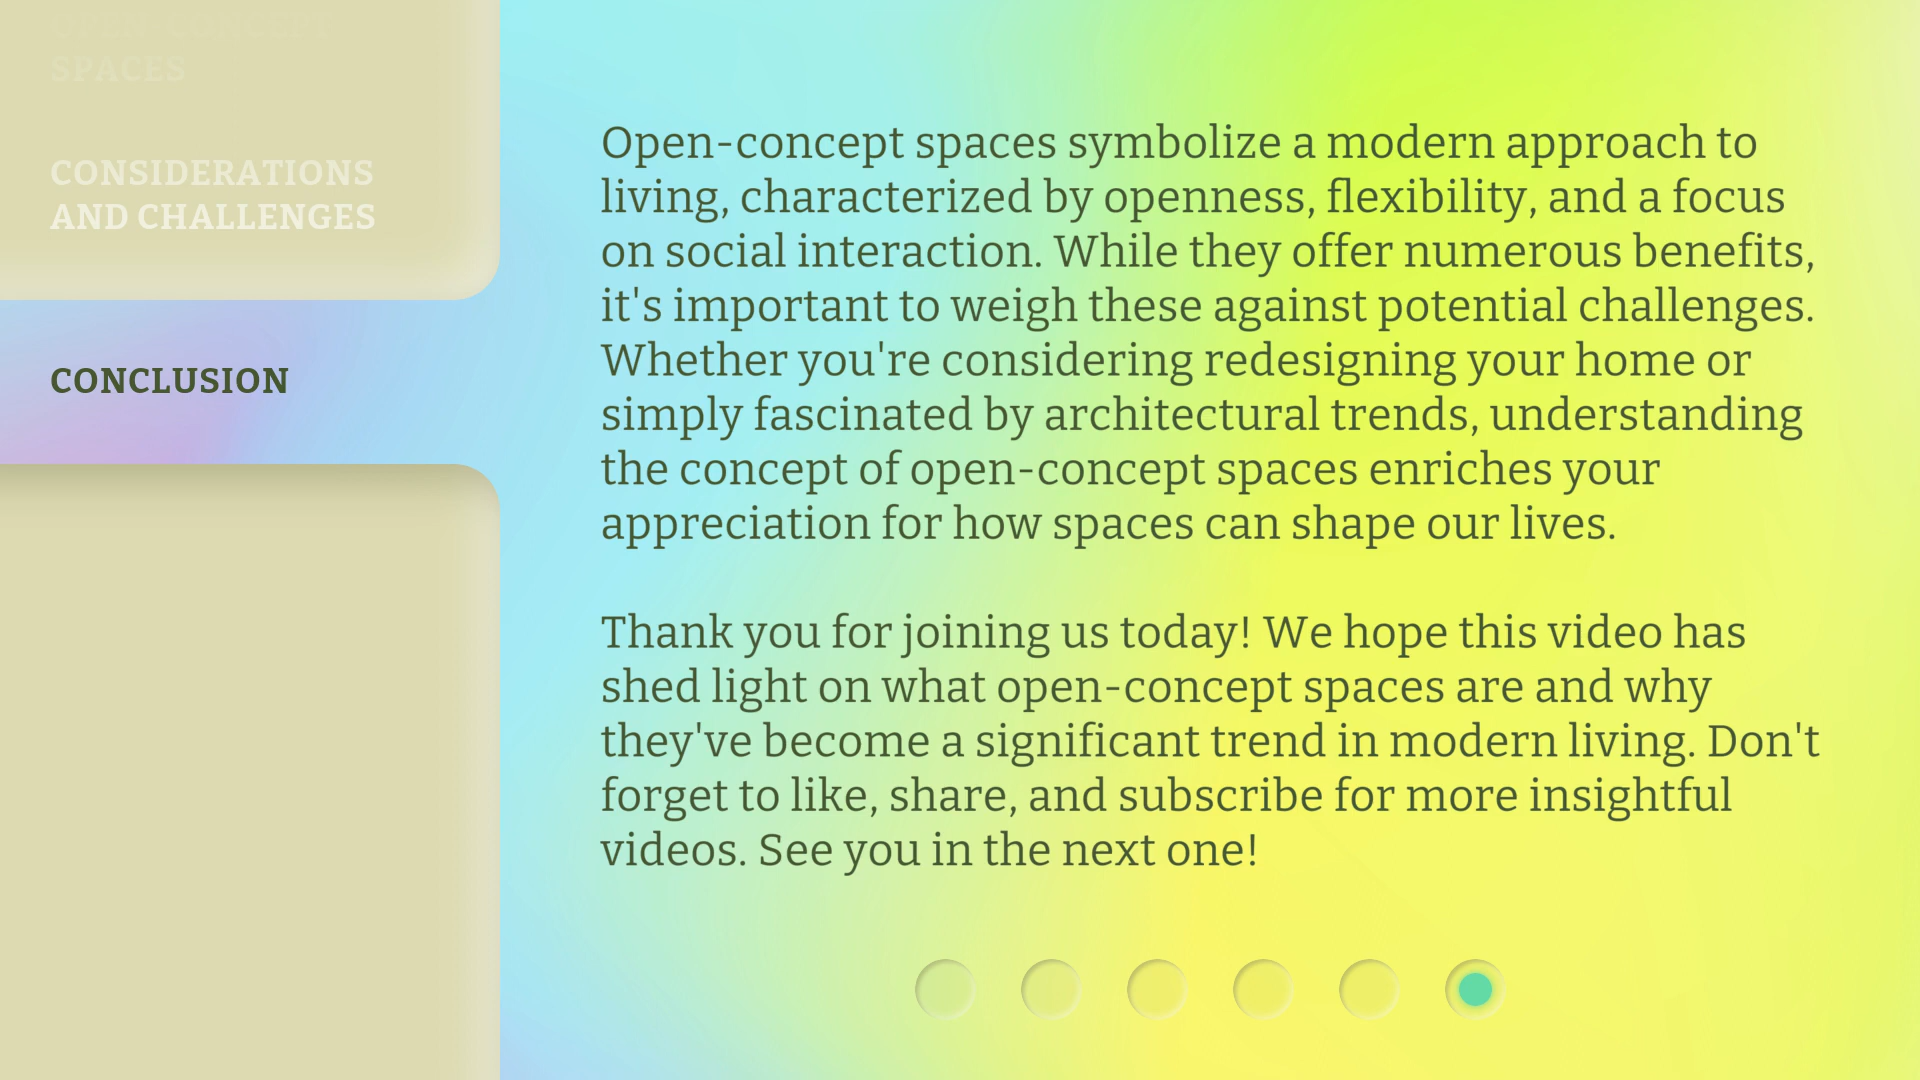 OPEN-CONCEPT
SPACES
CONSIDERATIONS
AND CHALLENGES
CONCLUSION
Open-concept spaces symbolize a modern approach to
living, characterized by openness, flexibility, and a focus
on social interaction. While they offer numerous benefits,
it's important to weigh these against potential challenges.
Whether you're considering redesigning your home or
simply fascinated by architectural trends, understanding
the concept of open-concept spaces enriches your
appreciation for how spaces can shape our lives.
Thank you for joining us today! We hope this video has
shed light on what open-concept spaces are and why
they've become a significant trend in modern living. Don't
forget to like, share, and subscribe for more insightful
videos. See you in the next one!